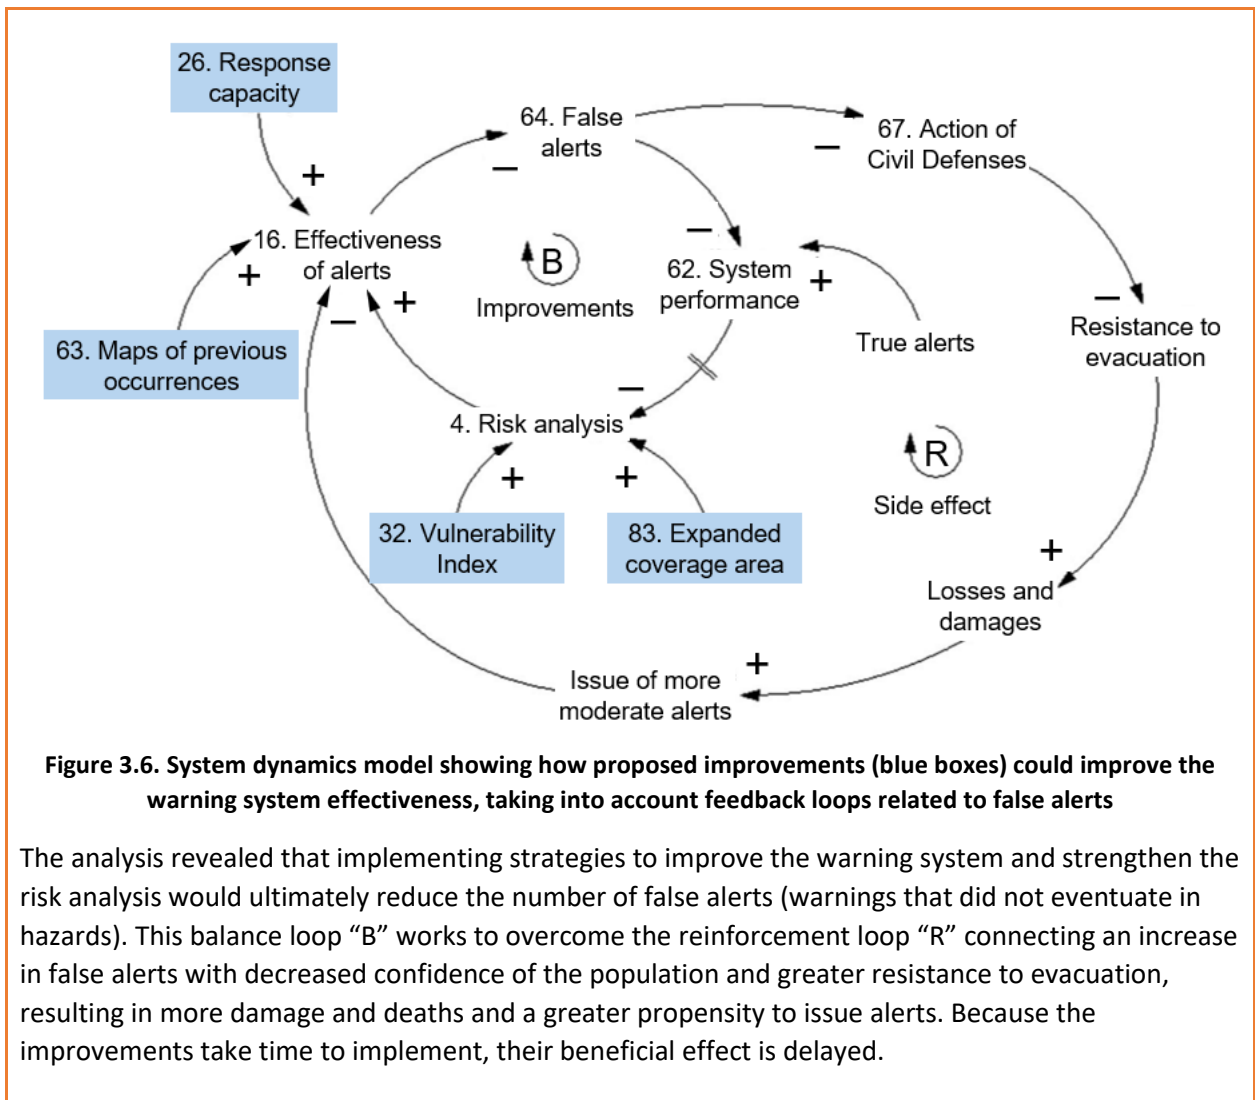 26. Response
capacity
64. False
alerts
67. Action of
Civil Defenses
–
–
+
16. Effectiveness
of alerts
+
–
+
B
Improvements
–
62. System
performance
+
True alerts
–
Resistance to
evacuation
63. Maps of previous
occurrences
–
4. Risk analysis
+
+
R
Side effect
32. Vulnerability
Index
83. Expanded
coverage area
+
Losses and
damages
+
Issue of more
moderate alerts
Figure 3.6. System dynamics model showing how proposed improvements (blue boxes) could improve the
warning system effectiveness, taking into account feedback loops related to false alerts
The analysis revealed that implementing strategies to improve the warning system and strengthen the
risk analysis would ultimately reduce the number of false alerts (warnings that did not eventuate in
hazards). This balance loop “B” works to overcome the reinforcement loop “R” connecting an increase
in false alerts with decreased confidence of the population and greater resistance to evacuation,
resulting in more damage and deaths and a greater propensity to issue alerts. Because the
improvements take time to implement, their beneficial effect is delayed.